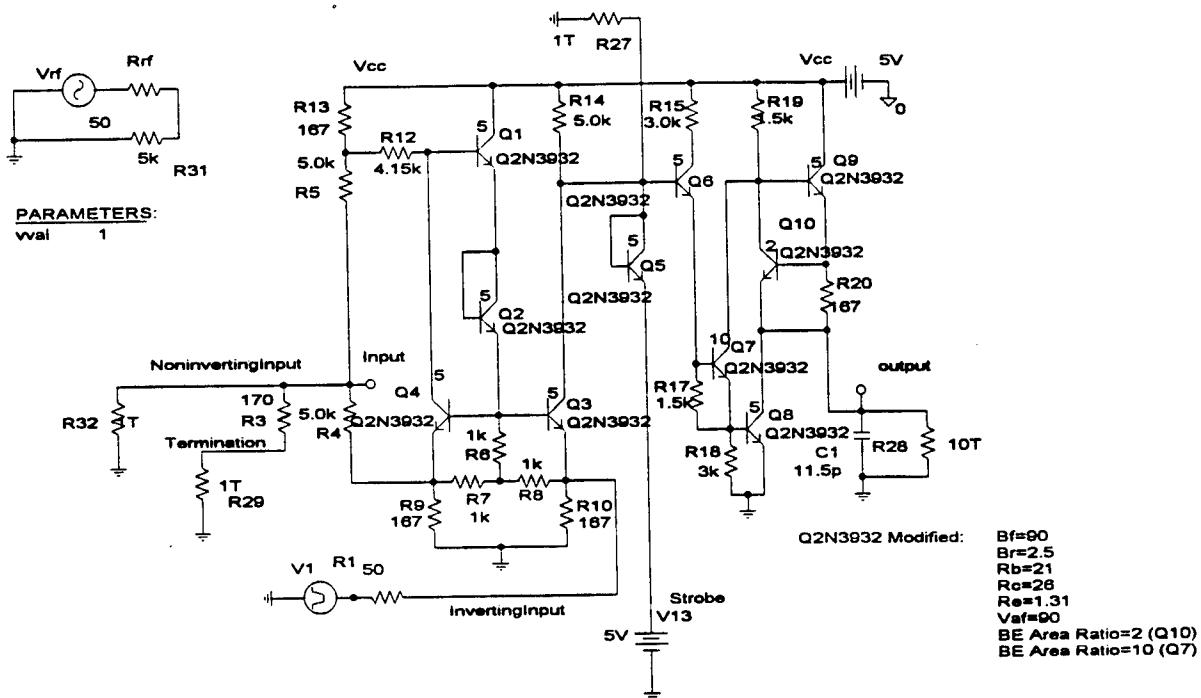 1T
R27
Vrf
Rrf
50
5k
R31
Vcc
Vcc
5V
0
R13
167
R12
4.15k
5
Q1
Q2N3932
R14
5.0k
R15
3.0k
R19
1.5k
5.0k
R5
5
Q6
Q2N3932
5
Q9
Q2N3932
PARAMETERS:
vval 1
Q10
2
Q2N3932
5
Q5
Q2N3932
5
Q2
Q2N3932
R20
167
NoninvertingInput
Input
10
Q7
Q2N3932
output
R32
1T
170
R3
5.0k
R4
Q4
5
Q2N3932
5
Q3
Q2N3932
R17
1.5k
5
Q8
Q2N3932
Termination
1k
R6
1k
R18
3k
C1
11.5p
R28
10T
1T
R29
R9
167
R7
1k
R8
R10
167
Q2N3932 Modified:
Bf=90
Br=2.5
Rb=21
Rc=26
Re=1.31
Vaf=90
BE Area Ratio=2 (Q10)
BE Area Ratio=10 (Q7)
V1
R1
50
InvertingInput
Strobe
V13
5V